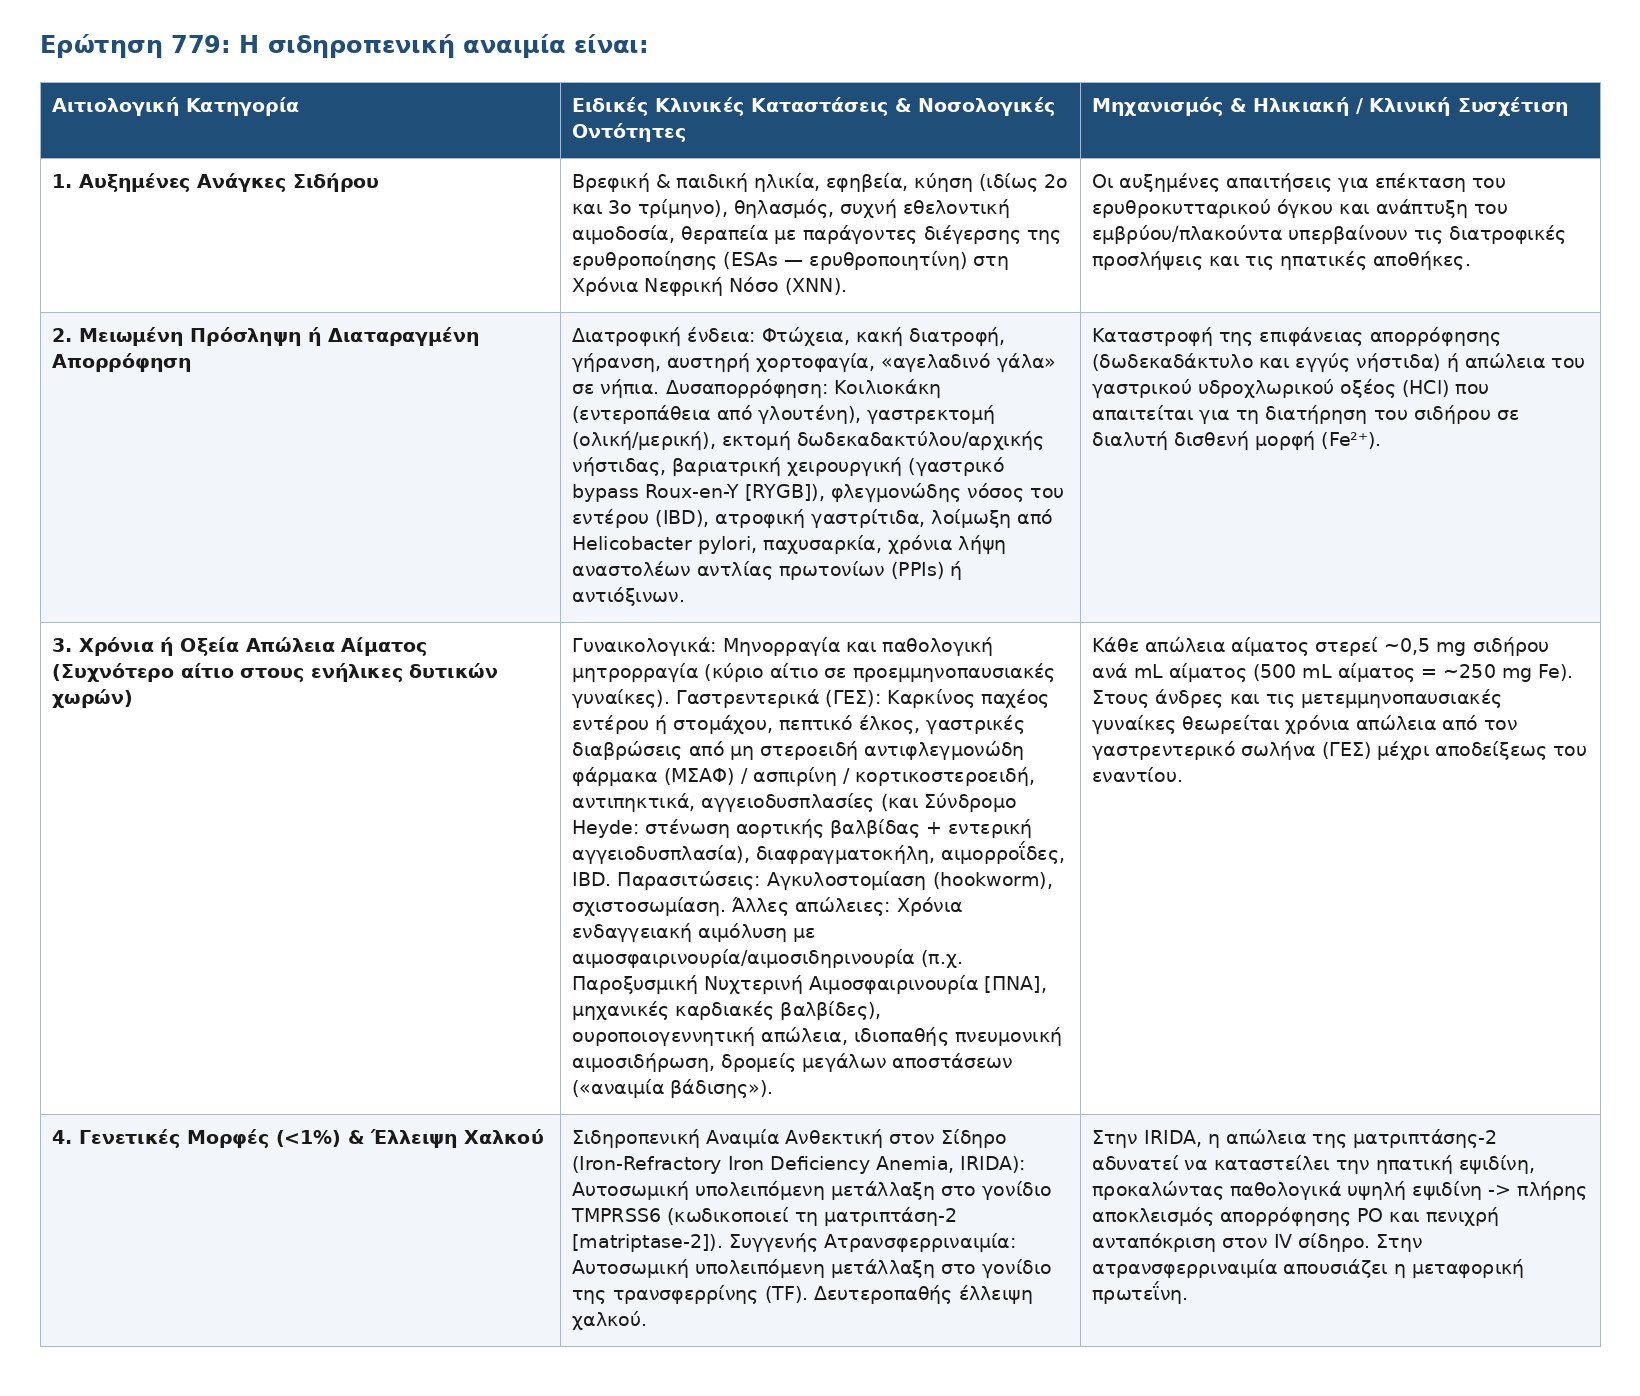 Ερώτηση 779: Η σιδηροπενική αναιμία είναι:
Αιτιολογική Κατηγορία
Ειδικές Κλινικές Καταστάσεις & Νοσολογικές
Οντότητες
Μηχανισμός & Ηλικιακή / Κλινική Συσχέτιση
1. Αυξημένες Ανάγκες Σιδήρου
Βρεφική & παιδική ηλικία, εφηβεία, κύηση (ιδίως 2ο
και 3ο τρίμηνο), θηλασμός, συχνή εθελοντική
αιμοδοσία, θεραπεία με παράγοντες διέγερσης της
ερυθροποίησης (ESAs — ερυθροποιητίνη) στη
Χρόνια Νεφρική Νόσο (ΧΝΝ).
Οι αυξημένες απαιτήσεις για επέκταση του
ερυθροκυτταρικού όγκου και ανάπτυξη του
εμβρύου/πλακούντα υπερβαίνουν τις διατροφικές
προσλήψεις και τις ηπατικές αποθήκες.
2. Μειωμένη Πρόσληψη ή Διαταραγμένη
Απορρόφηση
Διατροφική ένδεια: Φτώχεια, κακή διατροφή,
γήρανση, αυστηρή χορτοφαγία, «αγελαδινό γάλα»
σε νήπια. Δυσαπορρόφηση: Κοιλιοκάκη
(εντεροπάθεια από γλουτένη), γαστρεκτομή
(ολική/μερική), εκτομή δωδεκαδακτύλου/αρχικής
νήστιδας, βαριατρική χειρουργική (γαστρικό
bypass Roux-en-Y [RYGB]), φλεγμονώδης νόσος του
εντέρου (IBD), ατροφική γαστρίτιδα, λοίμωξη από
Helicobacter pylori, παχυσαρκία, χρόνια λήψη
αναστολέων αντλίας πρωτονίων (PPIs) ή
αντιόξινων.
Καταστροφή της επιφάνειας απορρόφησης
(δωδεκαδάκτυλο και εγγύς νήστιδα) ή απώλεια του
γαστρικού υδροχλωρικού οξέος (HCl) που
απαιτείται για τη διατήρηση του σιδήρου σε
διαλυτή δισθενή μορφή (Fe²⁺).
3. Χρόνια ή Οξεία Απώλεια Αίματος
(Συχνότερο αίτιο στους ενήλικες δυτικών
χωρών)
Γυναικολογικά: Μηνορραγία και παθολογική
μητρορραγία (κύριο αίτιο σε προεμμηνοπαυσιακές
γυναίκες). Γαστρεντερικά (ΓΕΣ): Καρκίνος παχέος
εντέρου ή στομάχου, πεπτικό έλκος, γαστρικές
διαβρώσεις από μη στεροειδή αντιφλεγμονώδη
φάρμακα (ΜΣΑΦ) / ασπιρίνη / κορτικοστεροειδή,
αντιπηκτικά, αγγειοδυσπλασίες (και Σύνδρομο
Heyde: στένωση αορτικής βαλβίδας + εντερική
αγγειοδυσπλασία), διαφραγματοκήλη, αιμορροΐδες,
IBD. Παρασιτώσεις: Αγκυλοστομίαση (hookworm),
σχιστοσωμίαση. Άλλες απώλειες: Χρόνια
ενδαγγειακή αιμόλυση με
αιμοσφαιρινουρία/αιμοσιδηρινουρία (π.χ.
Παροξυσμική Νυχτερινή Αιμοσφαιρινουρία [ΠΝΑ],
μηχανικές καρδιακές βαλβίδες),
ουροποιογεννητική απώλεια, ιδιοπαθής πνευμονική
αιμοσιδήρωση, δρομείς μεγάλων αποστάσεων
(«αναιμία βάδισης»).
Κάθε απώλεια αίματος στερεί ~0,5 mg σιδήρου
ανά mL αίματος (500 mL αίματος = ~250 mg Fe).
Στους άνδρες και τις μετεμμηνοπαυσιακές
γυναίκες θεωρείται χρόνια απώλεια από τον
γαστρεντερικό σωλήνα (ΓΕΣ) μέχρι αποδείξεως του
εναντίου.
4. Γενετικές Μορφές (<1%) & Έλλειψη Χαλκού
Σιδηροπενική Αναιμία Ανθεκτική στον Σίδηρο
(Iron-Refractory Iron Deficiency Anemia, IRIDA):
Αυτοσωμική υπολειπόμενη μετάλλαξη στο γονίδιο
TMPRSS6 (κωδικοποιεί τη ματριπτάση-2
[matriptase-2]). Συγγενής Ατρανσφερριναιμία:
Αυτοσωμική υπολειπόμενη μετάλλαξη στο γονίδιο
της τρανσφερρίνης (TF). Δευτεροπαθής έλλειψη
χαλκού.
Στην IRIDA, η απώλεια της ματριπτάσης-2
αδυνατεί να καταστείλει την ηπατική εψιδίνη,
προκαλώντας παθολογικά υψηλή εψιδίνη -> πλήρης
αποκλεισμός απορρόφησης PO και πενιχρή
ανταπόκριση στον IV σίδηρο. Στην
ατρανσφερριναιμία απουσιάζει η μεταφορική
πρωτεΐνη.